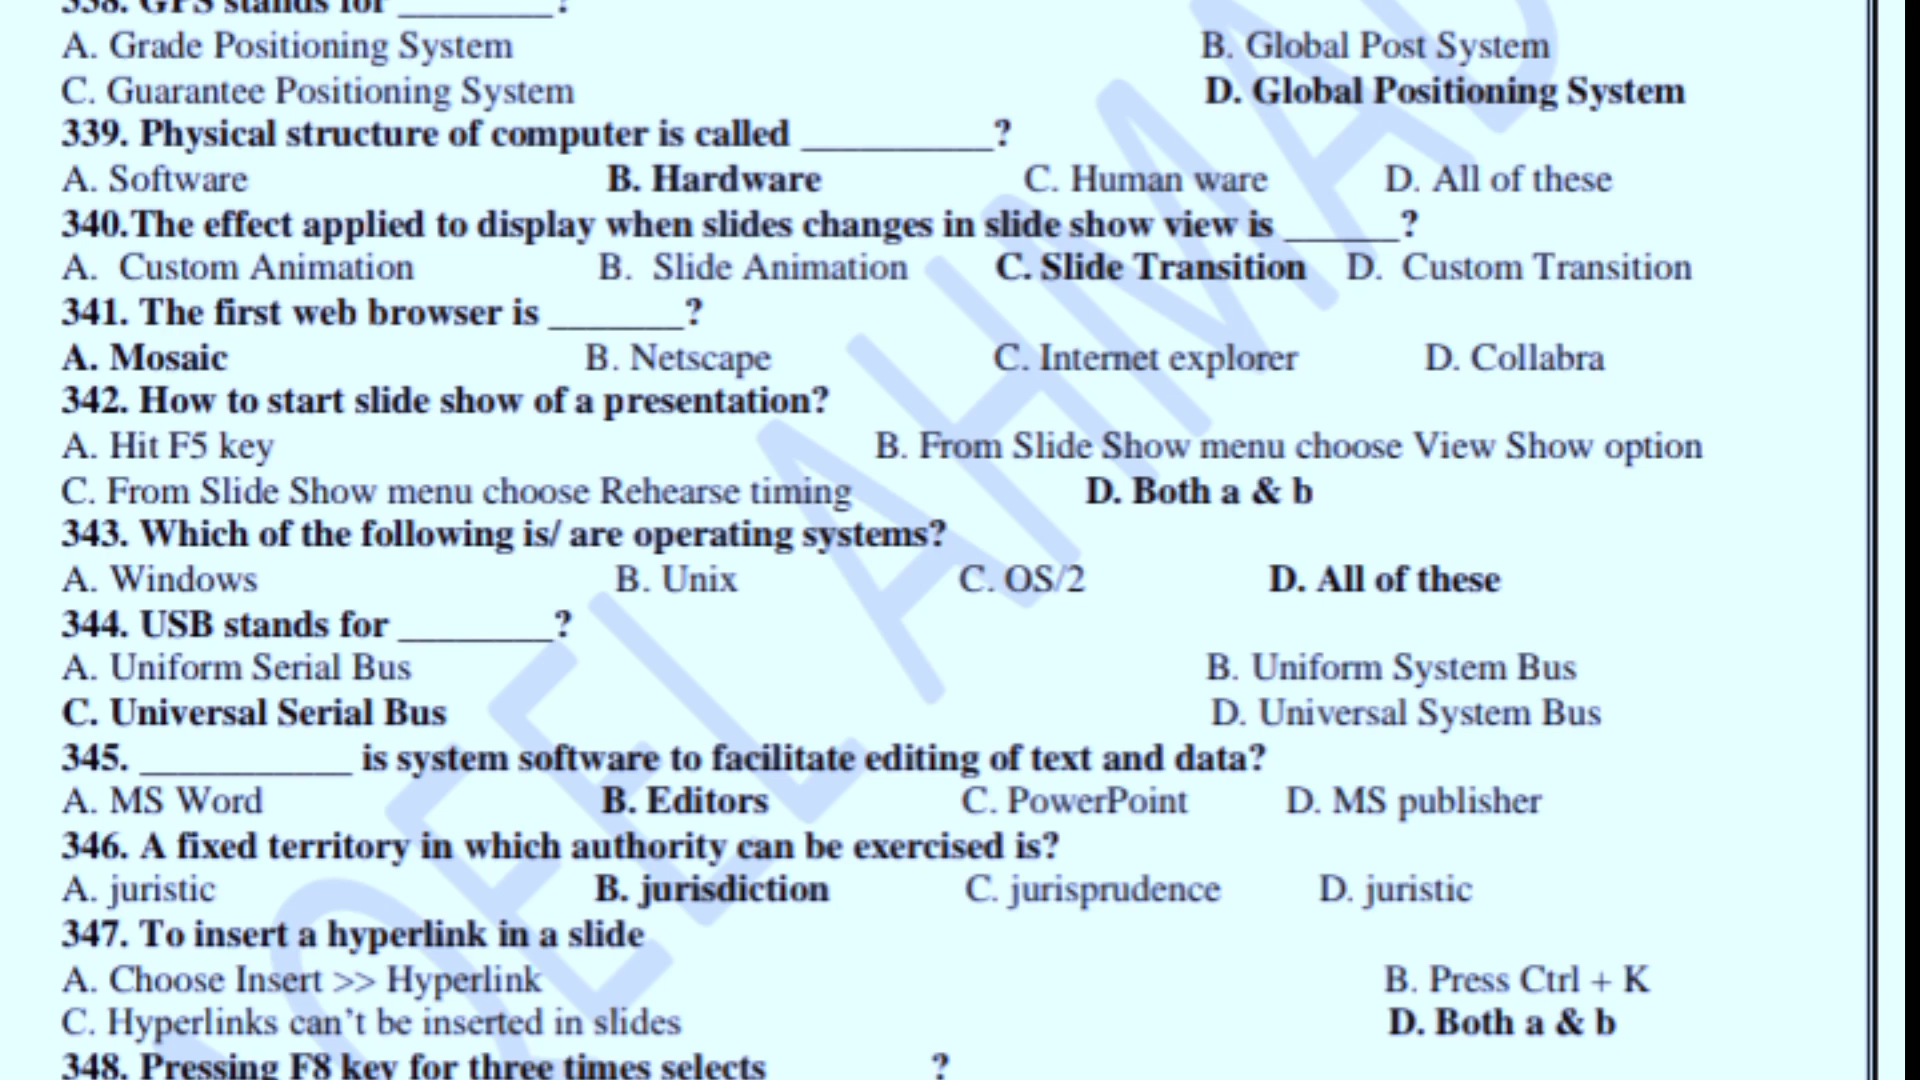 338. GPS stands for ________?
A. Grade Positioning System B. Global Post System
C. Guarantee Positioning System D. Global Positioning System
339. Physical structure of computer is called __________?
A. Software B. Hardware C. Human ware D. All of these
340.The effect applied to display when slides changes in slide show view is ______?
A. Custom Animation B. Slide Animation C. Slide Transition D. Custom Transition
341. The first web browser is _______?
A. Mosaic B. Netscape C. Internet explorer D. Collabra
342. How to start slide show of a presentation?
A. Hit F5 key B. From Slide Show menu choose View Show option
C. From Slide Show menu choose Rehearse timing D. Both a & b
343. Which of the following is/ are operating systems?
A. Windows B. Unix C. OS/2 D. All of these
344. USB stands for ________?
A. Uniform Serial Bus B. Uniform System Bus
C. Universal Serial Bus D. Universal System Bus
345. ___________ is system software to facilitate editing of text and data?
A. MS Word B. Editors C. PowerPoint D. MS publisher
346. A fixed territory in which authority can be exercised is?
A. juristic B. jurisdiction C. jurisprudence D. juristic
347. To insert a hyperlink in a slide
A. Choose Insert >> Hyperlink B. Press Ctrl + K
C. Hyperlinks can’t be inserted in slides D. Both a & b
348. Pressing F8 key for three times selects ________?